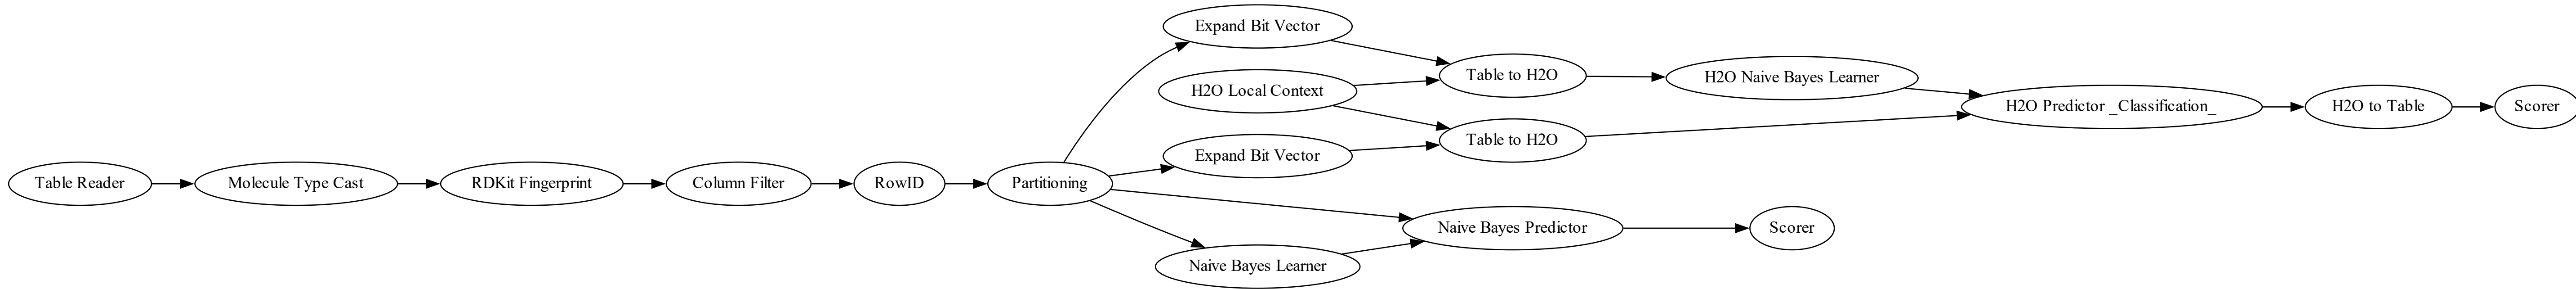 Expand Bit Vector
Table to H2O
H2O Naive Bayes Learner
H2O Local Context
H2O Predictor _Classification_
H2O to Table
Scorer
Table to H2O
Expand Bit Vector
Table Reader
Molecule Type Cast
RDKit Fingerprint
Column Filter
RowID
Partitioning
Naive Bayes Predictor
Scorer
Naive Bayes Learner